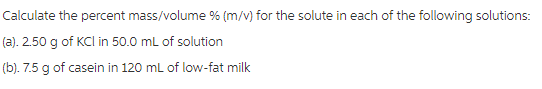 Calculate the percent mass/volume % (m/v) for the solute in each of the following solutions:
(a). 2.50 g of KCl in 50.0 mL of solution
(b). 7.5 g of casein in 120 mL of low-fat milk